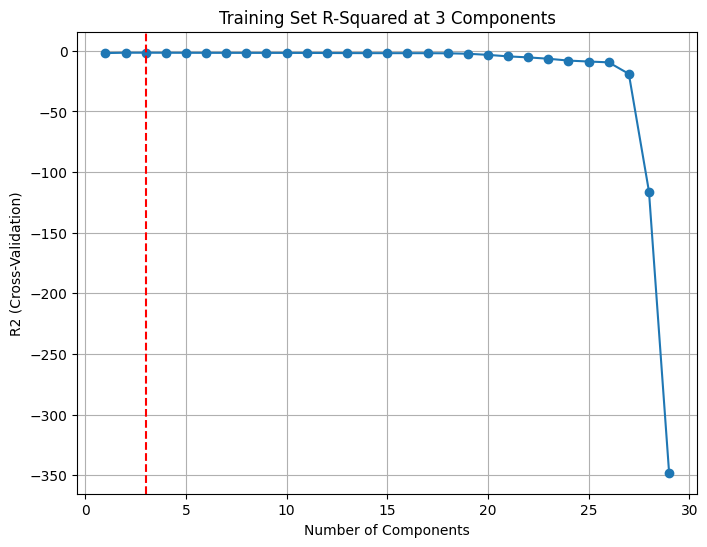 Training Set R-Squared at 3 Components
R2 (Cross-Validation)
0
−50
−100
−150
−200
−250
−300
−350
0 5 10 15 20 25 30
Number of Components